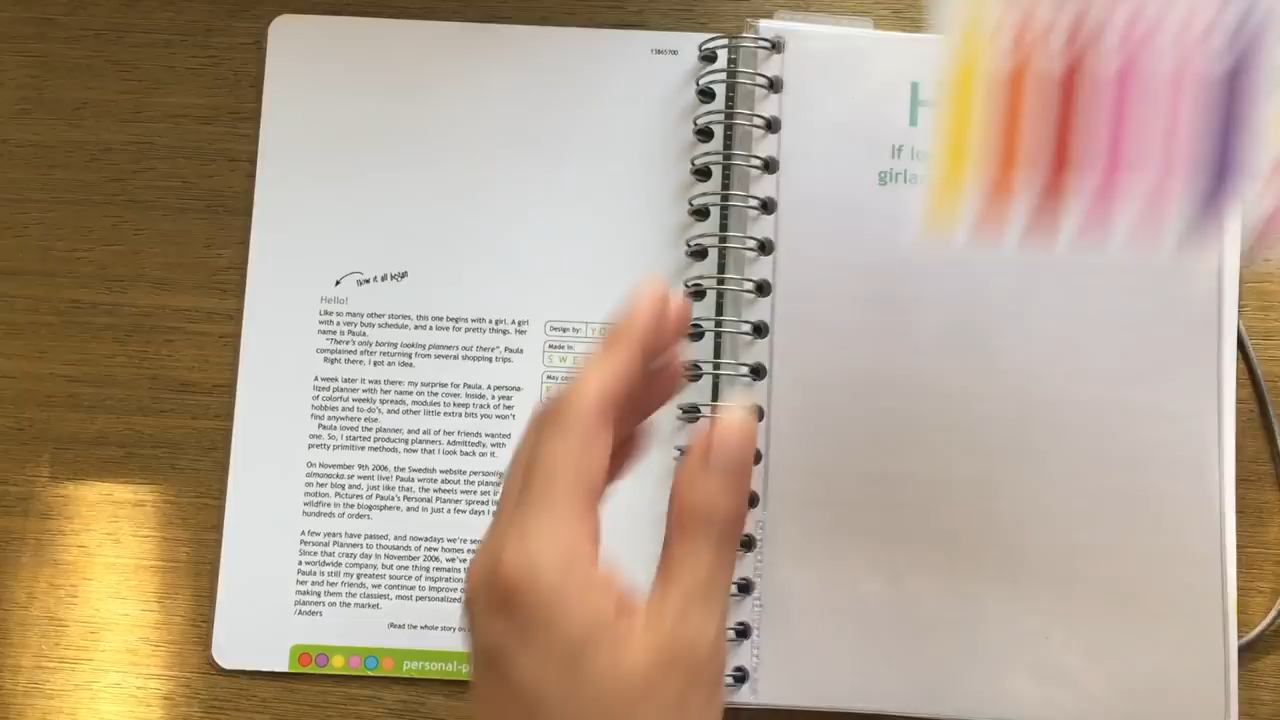 13865700
How it all began
Hello!
Like so many other stories, this one begins with a girl. A girl
with a very busy schedule, and a love for pretty things. Her
name is Paula.
"There's only boring looking planners out there", Paula
complained after returning from several shopping trips.
Right there, I got an idea.
A week later it was there: my surprise for Paula. A persona-
lized planner with her name on the cover. Inside, a year
of colorful weekly spreads, modules to keep track of her
hobbies and to-do's, and other little extra bits you won't
find anywhere else.
Paula loved the planner, and all of her friends wanted
one. So, I started producing planners. Admittedly, with
pretty primitive methods, now that I look back on it.
On November 9th 2006, the Swedish website
almanacka.se went live! Paula wrote about the
on her blog and, just like that, the wheels were set
motion. Pictures of Paula's Personal Planner spread
wildfire in the blogosphere, and in just a few days I
hundreds of orders.
A few years have passed, and nowadays we're
Personal Planners to thousands of new homes
Since that crazy day in November 2006, we've
a worldwide company, but one thing remains
Paula is still my greatest source of inspiration
her and her friends, we continue to improve
making them the classiest, most personalized,
planners on the market.
/Anders
(Read the whole story
Design by:
Made in:
May
personal-p
H
If